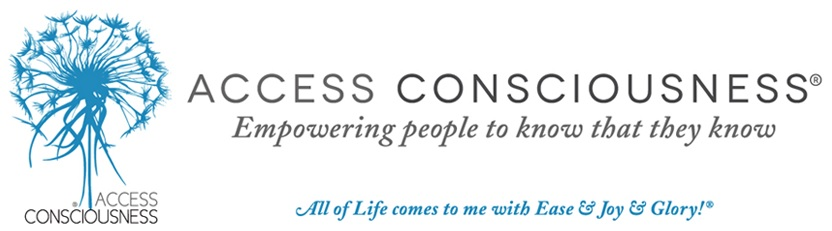 ACCESS CONSCIOUSNESS®
Empowering people to know that they know
® ACCESS
CONSCIOUSNESS
All of Life comes to me with Ease & Joy & Glory!®